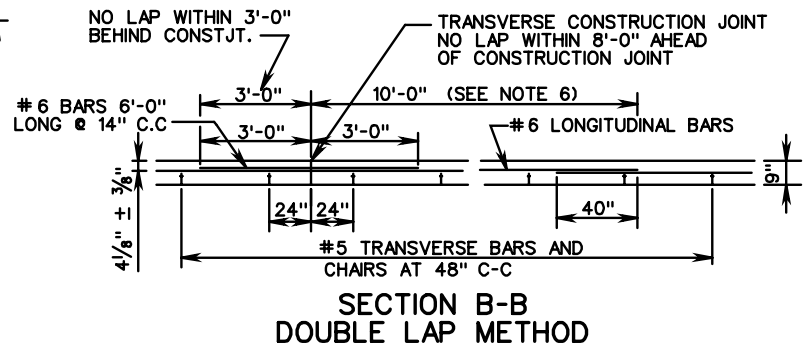 NO LAP WITHIN 3'-0"
BEHIND CONSTJT.
TRANSVERSE CONSTRUCTION JOINT
NO LAP WITHIN 8'-0" AHEAD
OF CONSTRUCTION JOINT
3'-0"
10'-0" (SEE NOTE 6)
#6 BARS 6'-0"
LONG @ 14" C.C
3'-0"
3'-0"
#6 LONGITUDINAL BARS
4⅛" ± ⅜"
9"
24"
24"
40"
#5 TRANSVERSE BARS AND
CHAIRS AT 48" C-C
SECTION B-B
DOUBLE LAP METHOD